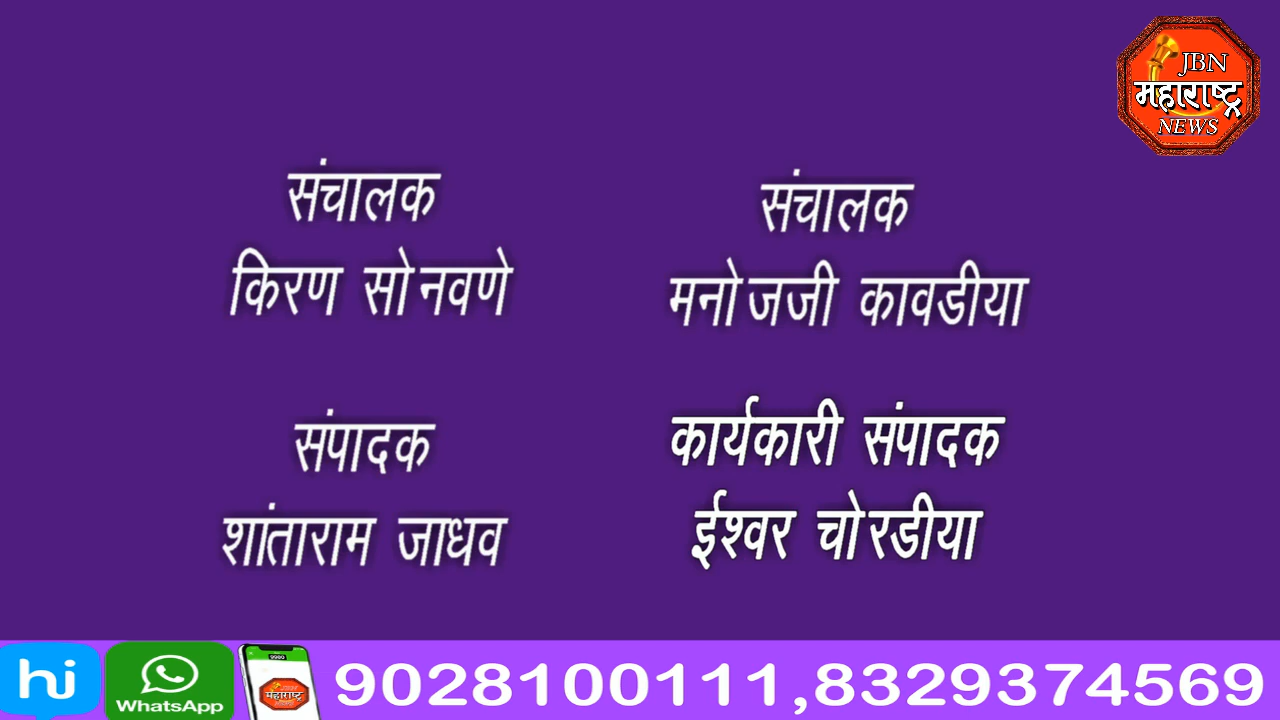 JBN
महाराष्ट्र
NEWS
संचालक
किरण सोनवणे
संचालक
मनोजजी कावडीया
संपादक
शांताराम जाधव
कार्यकारी संपादक
ईश्वर चोरडीया
hi
WhatsApp
महाराष्ट्र
9028100111,8329374569